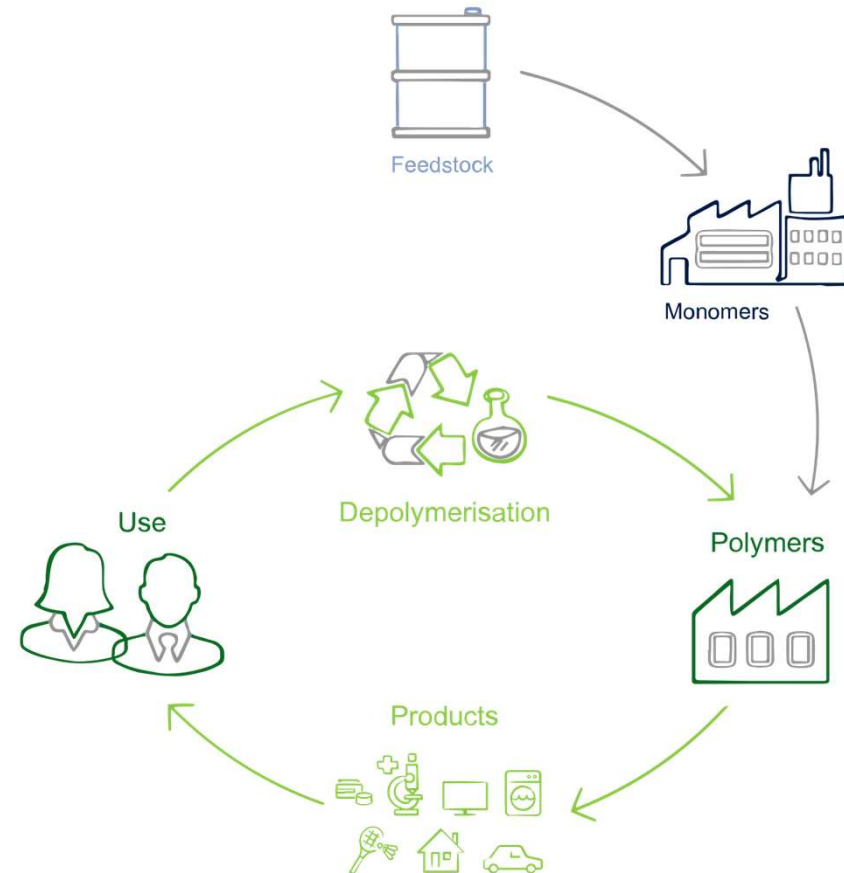 Feedstock
Monomers
Depolymerisation
Use
Polymers
Products